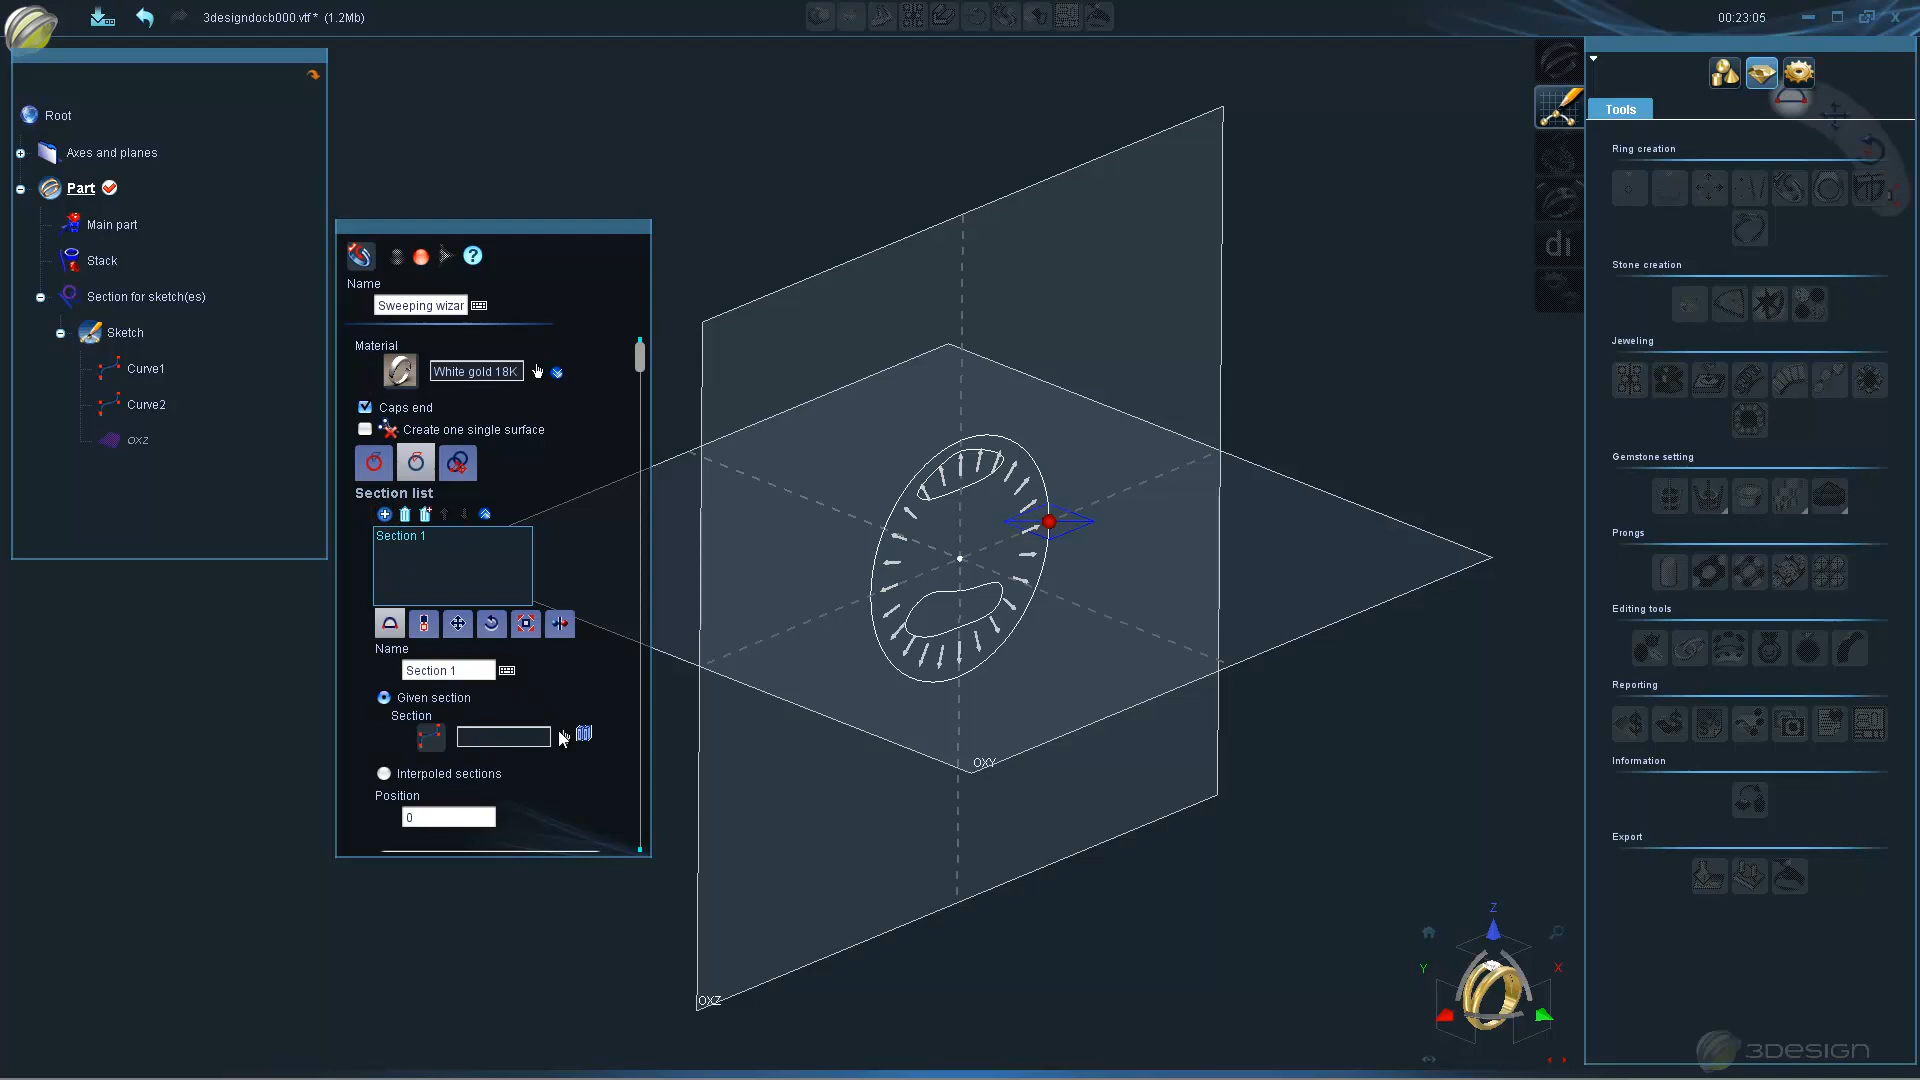 3designdocb000.vtf* (1.2Mb)
00:23:05
Root
Axes and planes
Part
Main part
Stack
Section for sketch(es)
Sketch
Curve1
Curve2
OXZ
Name
Sweeping wizar
Material
White gold 18K
Caps end
Create one single surface
Section list
Section 1
Name
Section 1
Given section
Section
Interpoled sections
Position
0
OXY
OXZ
Z
Y
X
di
Tools
Ring creation
Stone creation
Jeweling
Gemstone setting
Prongs
Editing tools
Reporting
Information
Export
3DESIGN